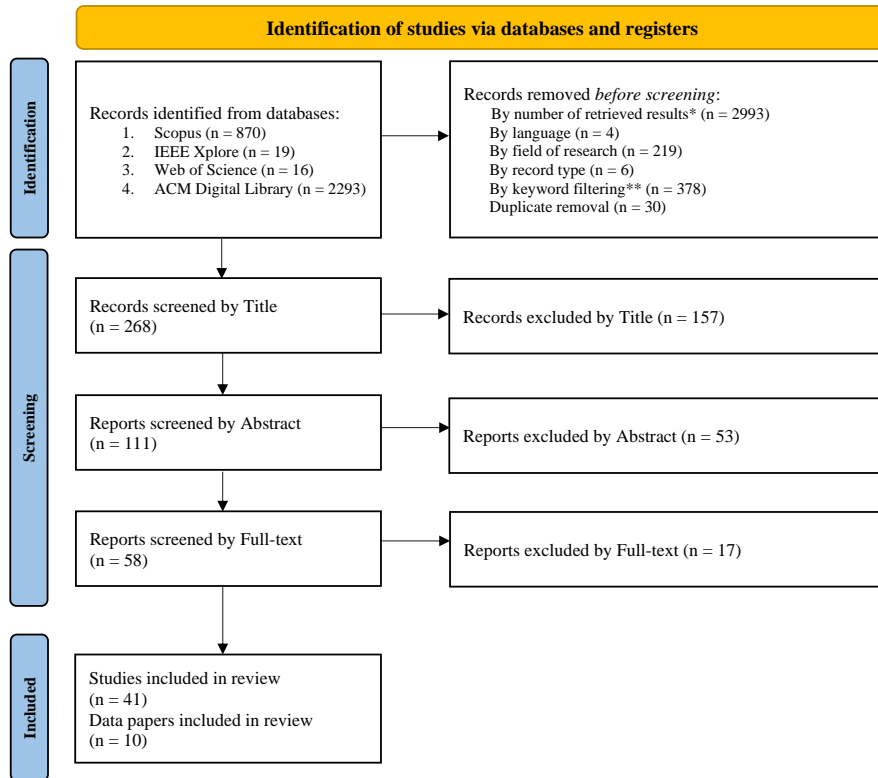 Identification of studies via databases and registers
Identification
Records identified from databases:
1. Scopus (n = 870)
2. IEEE Xplore (n = 19)
3. Web of Science (n = 16)
4. ACM Digital Library (n = 2293)
Records removed before screening:
By number of retrieved results* (n = 2993)
By language (n = 4)
By field of research (n = 219)
By record type (n = 6)
By keyword filtering** (n = 378)
Duplicate removal (n = 30)
Screening
Records screened by Title
(n = 268)
Records excluded by Title (n = 157)
Reports screened by Abstract
(n = 111)
Reports excluded by Abstract (n = 53)
Reports screened by Full-text
(n = 58)
Reports excluded by Full-text (n = 17)
Included
Studies included in review
(n = 41)
Data papers included in review
(n = 10)